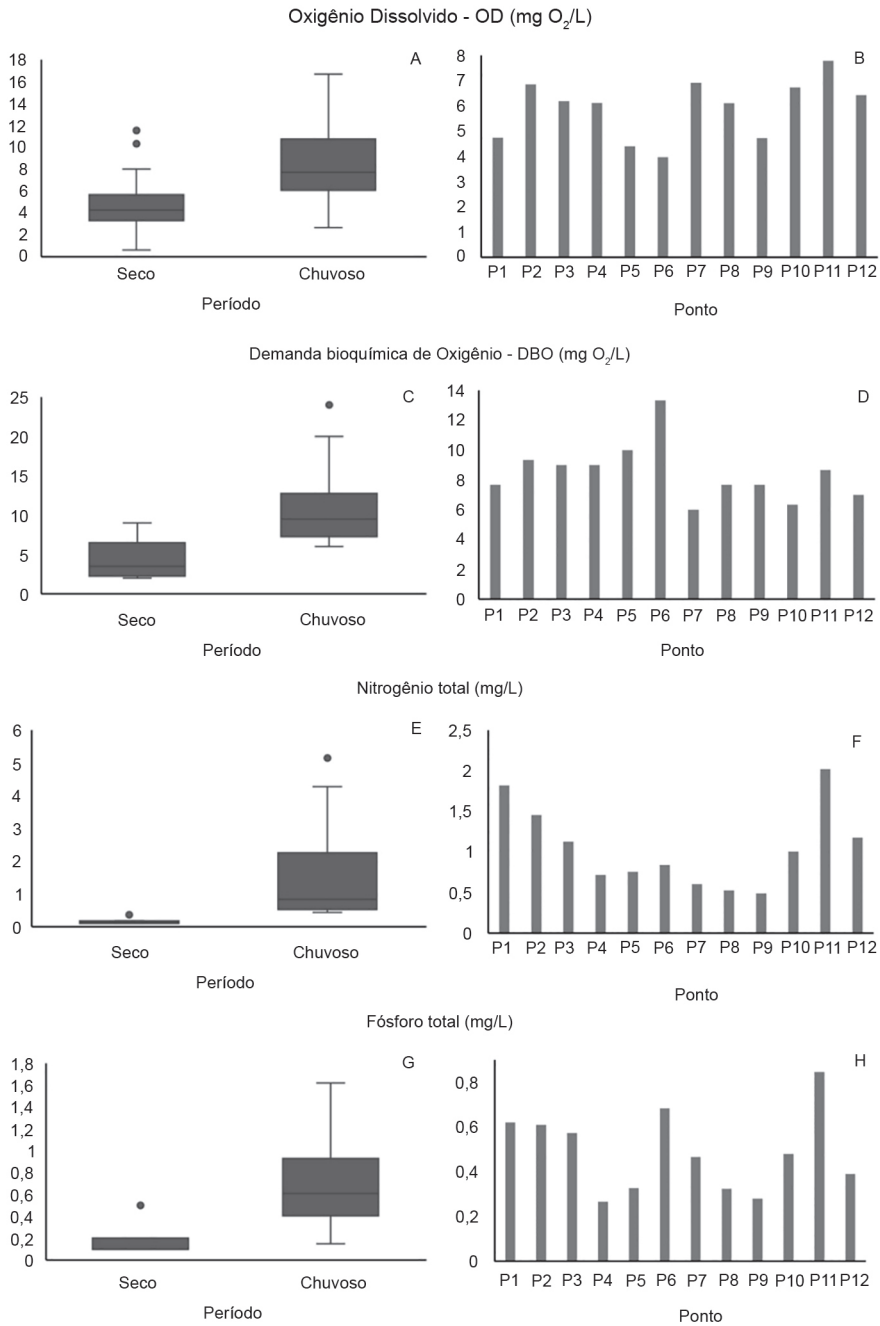 Oxigênio Dissolvido - OD (mg O2/L)
A
18
16
14
12
10
8
6
4
2
0
Seco Chuvoso
Período
B
8
7
6
5
4
3
2
1
0
P1 P2 P3 P4 P5 P6 P7 P8 P9 P10 P11 P12
Ponto
Demanda bioquímica de Oxigênio - DBO (mg O2/L)
C
25
20
15
10
5
0
Seco Chuvoso
Período
D
14
12
10
8
6
4
2
0
P1 P2 P3 P4 P5 P6 P7 P8 P9 P10 P11 P12
Ponto
Nitrogênio total (mg/L)
E
6
5
4
3
2
1
0
Seco Chuvoso
Período
F
2,5
2
1,5
1
0,5
0
P1 P2 P3 P4 P5 P6 P7 P8 P9 P10 P11 P12
Ponto
Fósforo total (mg/L)
G
1,8
1,6
1,4
1,2
1
0,8
0,6
0,4
0,2
0
Seco Chuvoso
Período
H
0,8
0,6
0,4
0,2
0
P1 P2 P3 P4 P5 P6 P7 P8 P9 P10 P11 P12
Ponto